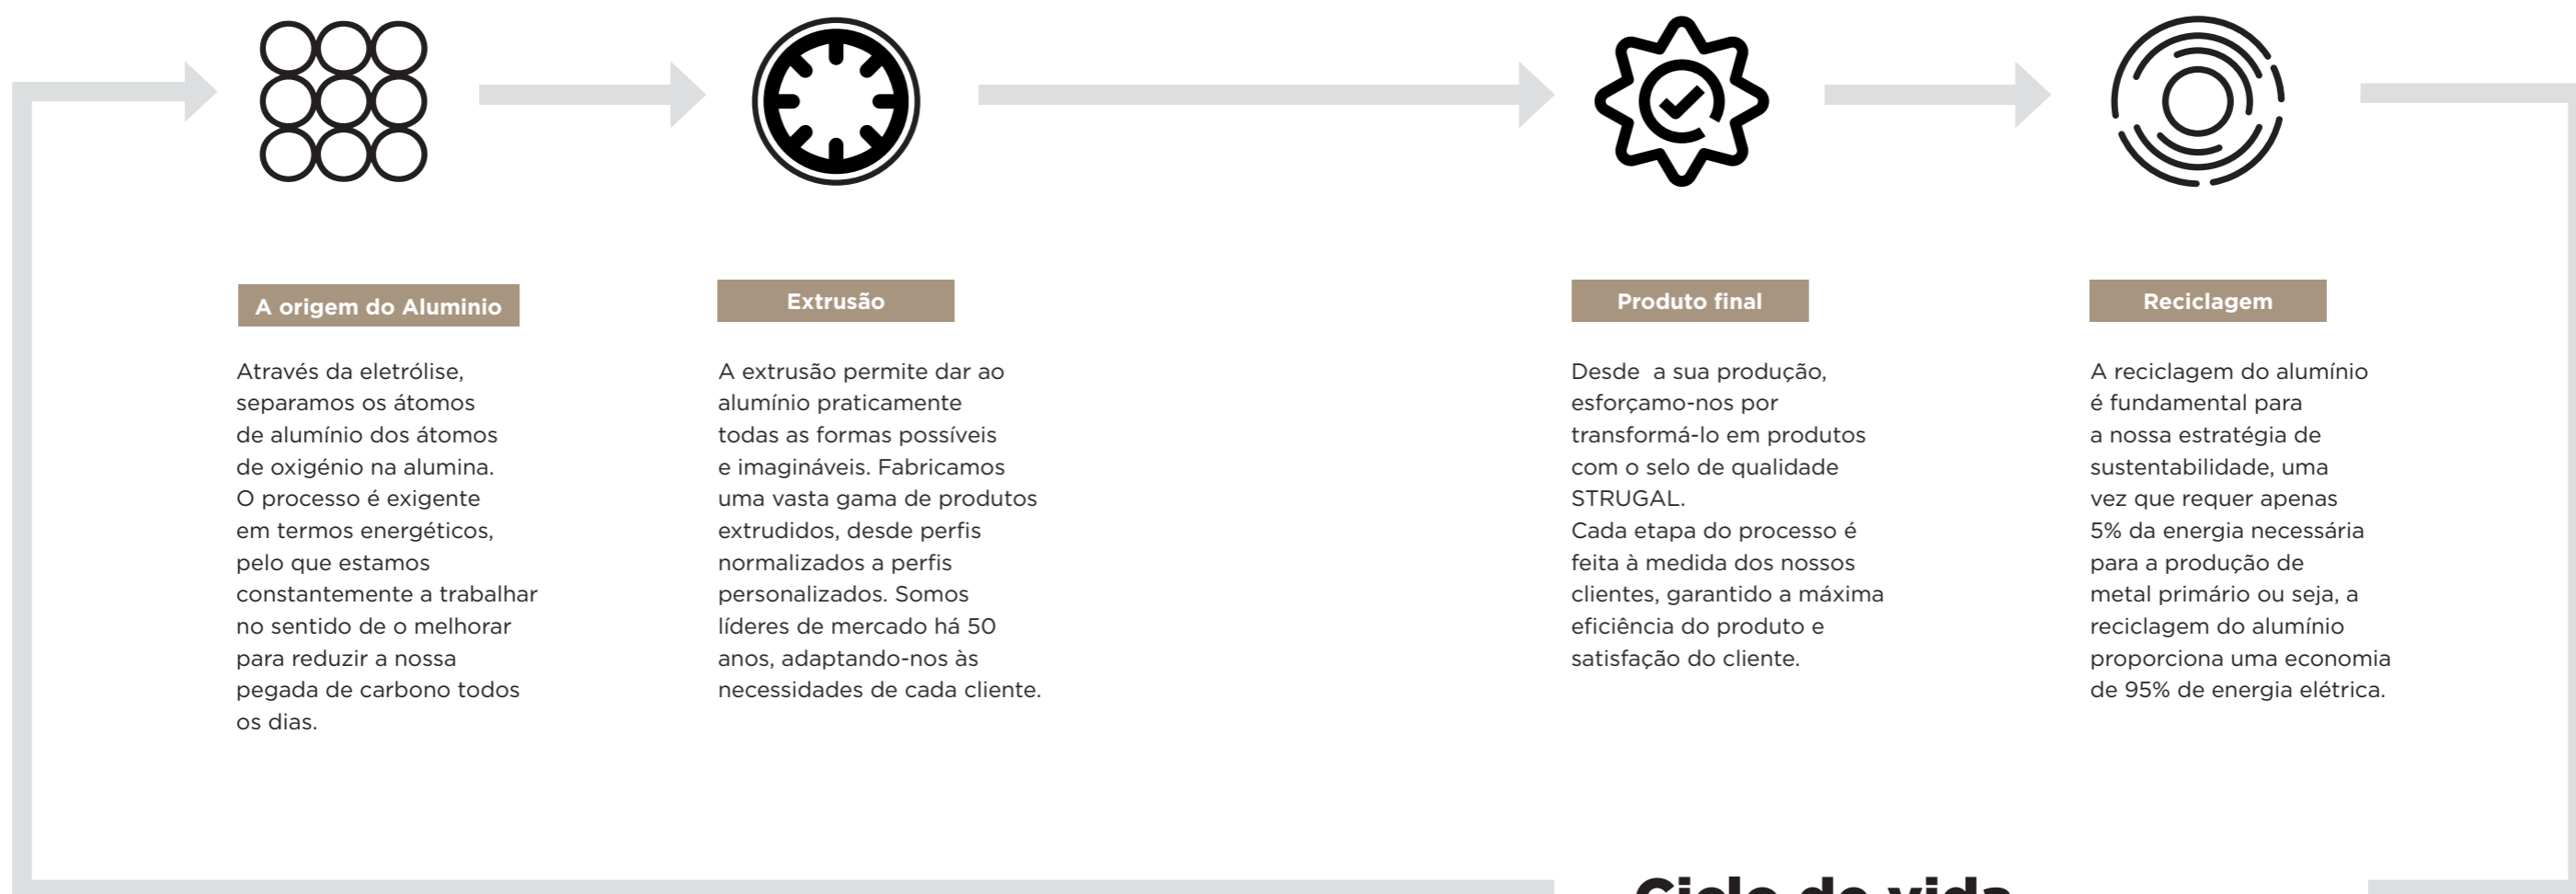 A origem do Aluminio
Através da eletrólise,
separamos os átomos
de alumínio dos átomos
de oxigénio na alumina.
O processo é exigente
em termos energéticos,
pelo que estamos
constantemente a trabalhar
no sentido de o melhorar
para reduzir a nossa
pegada de carbono todos
os dias.
Extrusão
A extrusão permite dar ao
alumínio praticamente
todas as formas possíveis
e imagináveis. Fabricamos
uma vasta gama de produtos
extrudidos, desde perfis
normalizados a perfis
personalizados. Somos
líderes de mercado há 50
anos, adaptando-nos às
necessidades de cada cliente.
Produto final
Desde  a sua produção,
esforçamo-nos por
transformá-lo em produtos
com o selo de qualidade
STRUGAL.
Cada etapa do processo é
feita à medida dos nossos
clientes, garantido a máxima
eficiência do produto e
satisfação do cliente.
Reciclagem
A reciclagem do alumínio
é fundamental para
a nossa estratégia de
sustentabilidade, uma
vez que requer apenas
5% da energia necessária
para a produção de
metal primário ou seja, a
reciclagem do alumínio
proporciona uma economia
de 95% de energia elétrica.
Ciclo de vida